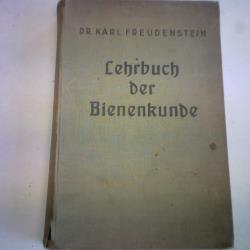 DR. KARL FREUDENSTEIN
Lehrbuch
der
Bienenkunde